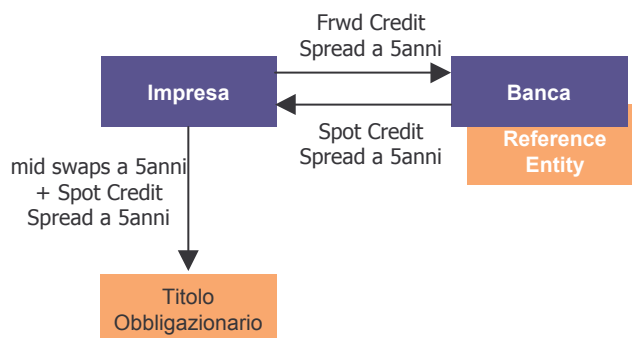 Frwd Credit
Spread a 5anni
Impresa
Banca
Spot Credit
Spread a 5anni
Reference
Entity
mid swaps a 5anni
+ Spot Credit
Spread a 5anni
Titolo
Obbligazionario